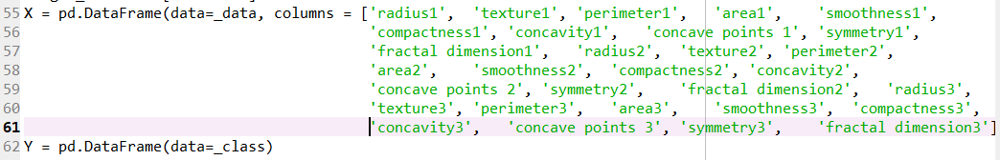 55 X = pd.DataFrame(data=_data, columns = ['radius1', 'texture1', 'perimeter1', 'area1', 'smoothness1',
56 'compactness1', 'concavity1', 'concave points 1', 'symmetry1',
57 'fractal dimension1', 'radius2', 'texture2', 'perimeter2',
58 'area2', 'smoothness2', 'compactness2', 'concavity2',
59 'concave points 2', 'symmetry2', 'fractal dimension2', 'radius3',
60 'texture3', 'perimeter3', 'area3', 'smoothness3', 'compactness3',
61 'concavity3', 'concave points 3', 'symmetry3', 'fractal dimension3']
62 Y = pd.DataFrame(data=_class)